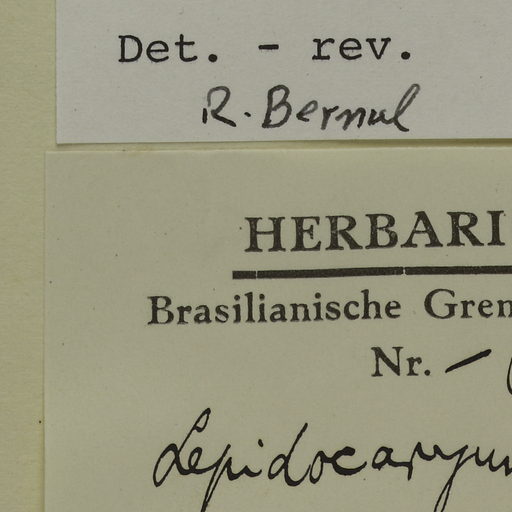 Det. - rev.
R. Bernal
HERBARI
Brasilianische Gren
Nr. -
Lepidocaryum